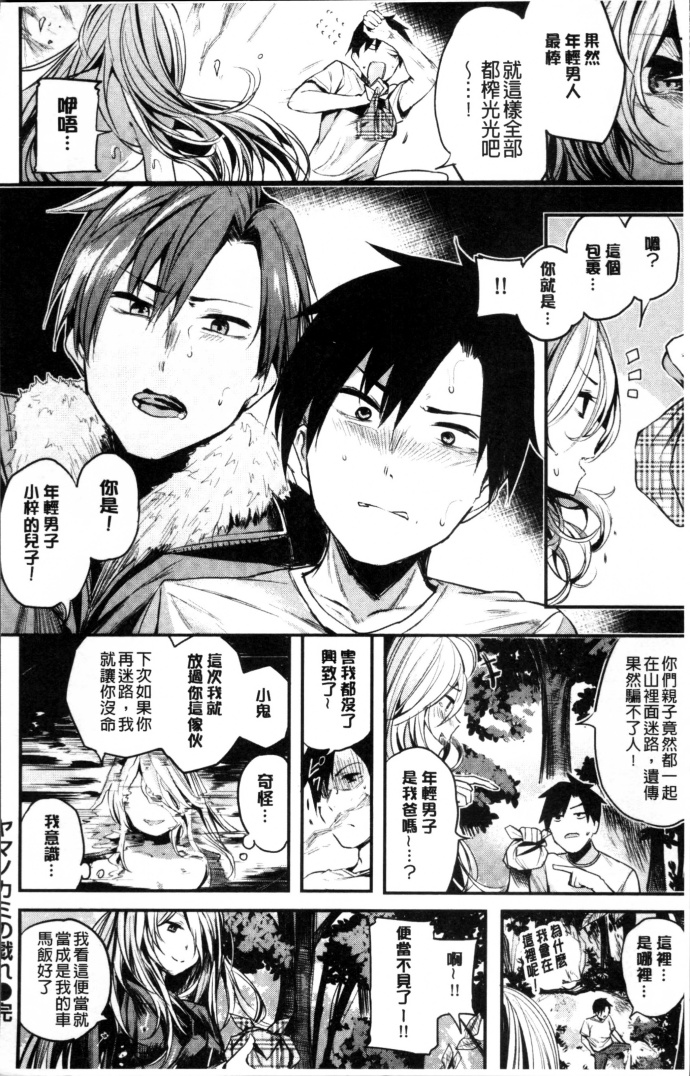 果然
年輕男人
最棒
就這樣全部
都榨光光吧
～…！
咿唔…
嗯？
這個
包裹…
你就是…
!!
你是！
年輕男子
小梓的兒子！
你們親子竟然都一起
在山裡面迷路，遺傳
果然騙不了人！
年輕男子
是我爸嗎～…？
害我都沒了
興致了～
小鬼
這次我就
放過你這傢伙
下次如果你
再迷路，我
就讓你沒命
奇怪…
我意識…
這裡…
是哪裡…
為什麼
我會在
這裡呢！
啊～!!
便當不見了ー!!
我看這便當就
當成是我的車
馬飯好了
ヤマノカミの戯れ●完